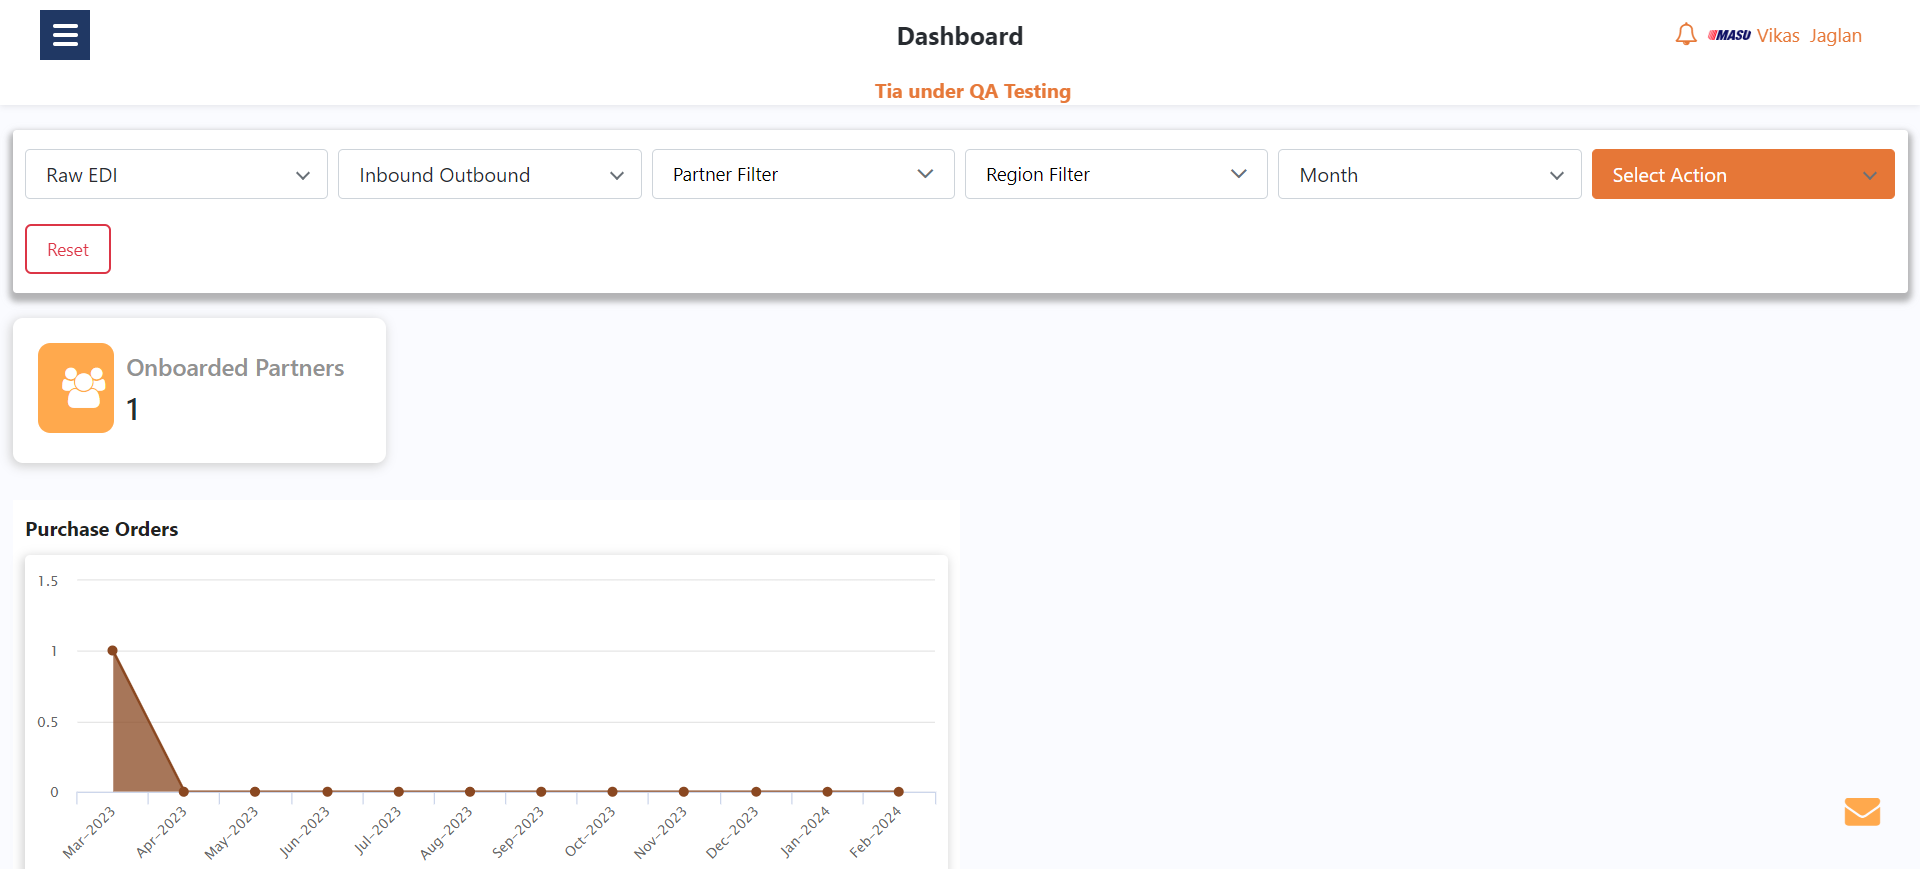 Dashboard
MASU Vikas Jaglan
Tia under QA Testing
Raw EDI
Inbound Outbound
Partner Filter
Region Filter
Month
Select Action
Reset
Onboarded Partners
1
Purchase Orders
1.5
1
0.5
0
Mar-2023
Apr-2023
May-2023
Jun-2023
Jul-2023
Aug-2023
Sep-2023
Oct-2023
Nov-2023
Dec-2023
Jan-2024
Feb-2024